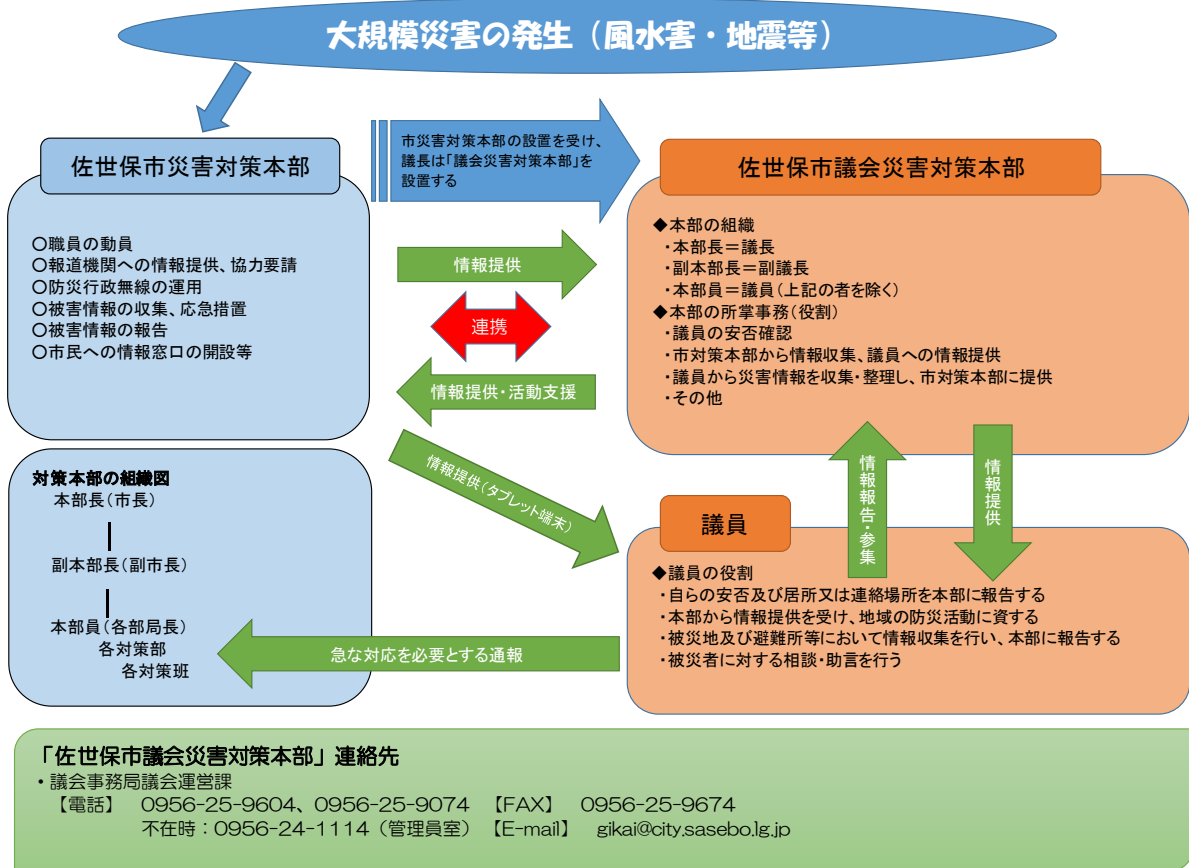 大規模災害の発生（風水害・地震等）
佐世保市災害対策本部
〇職員の動員
〇報道機関への情報提供、協力要請
〇防災行政無線の運用
〇被害情報の収集、応急措置
〇被害情報の報告
〇市民への情報窓口の開設等
市災害対策本部の設置を受け、
議長は「議会災害対策本部」を
設置する
佐世保市議会災害対策本部
◆本部の組織
・本部長＝議長
・副本部長＝副議長
・本部員＝議員（上記の者を除く）
◆本部の所掌事務（役割）
・議員の安否確認
・市対策本部から情報収集、議員への情報提供
・議員から災害情報を収集・整理し、市対策本部に提供
・その他
情報提供
連携
情報提供・活動支援
情報提供（タブレット端末）
情報報告・参集
情報提供
対策本部の組織図
本部長（市長）
副本部長（副市長）
本部員（各部局長）
各対策部
各対策班
議員
◆議員の役割
・自らの安否及び居所又は連絡場所を本部に報告する
・本部から情報提供を受け、地域の防災活動に資する
・被災地及び避難所等において情報収集を行い、本部に報告する
・被災者に対する相談・助言を行う
急な対応を必要とする通報
「佐世保市議会災害対策本部」連絡先
・議会事務局議会運営課
【電話】 0956-25-9604、0956-25-9074 【FAX】 0956-25-9674
不在時：0956-24-1114（管理員室） 【E-mail】 gikai@city.sasebo.lg.jp